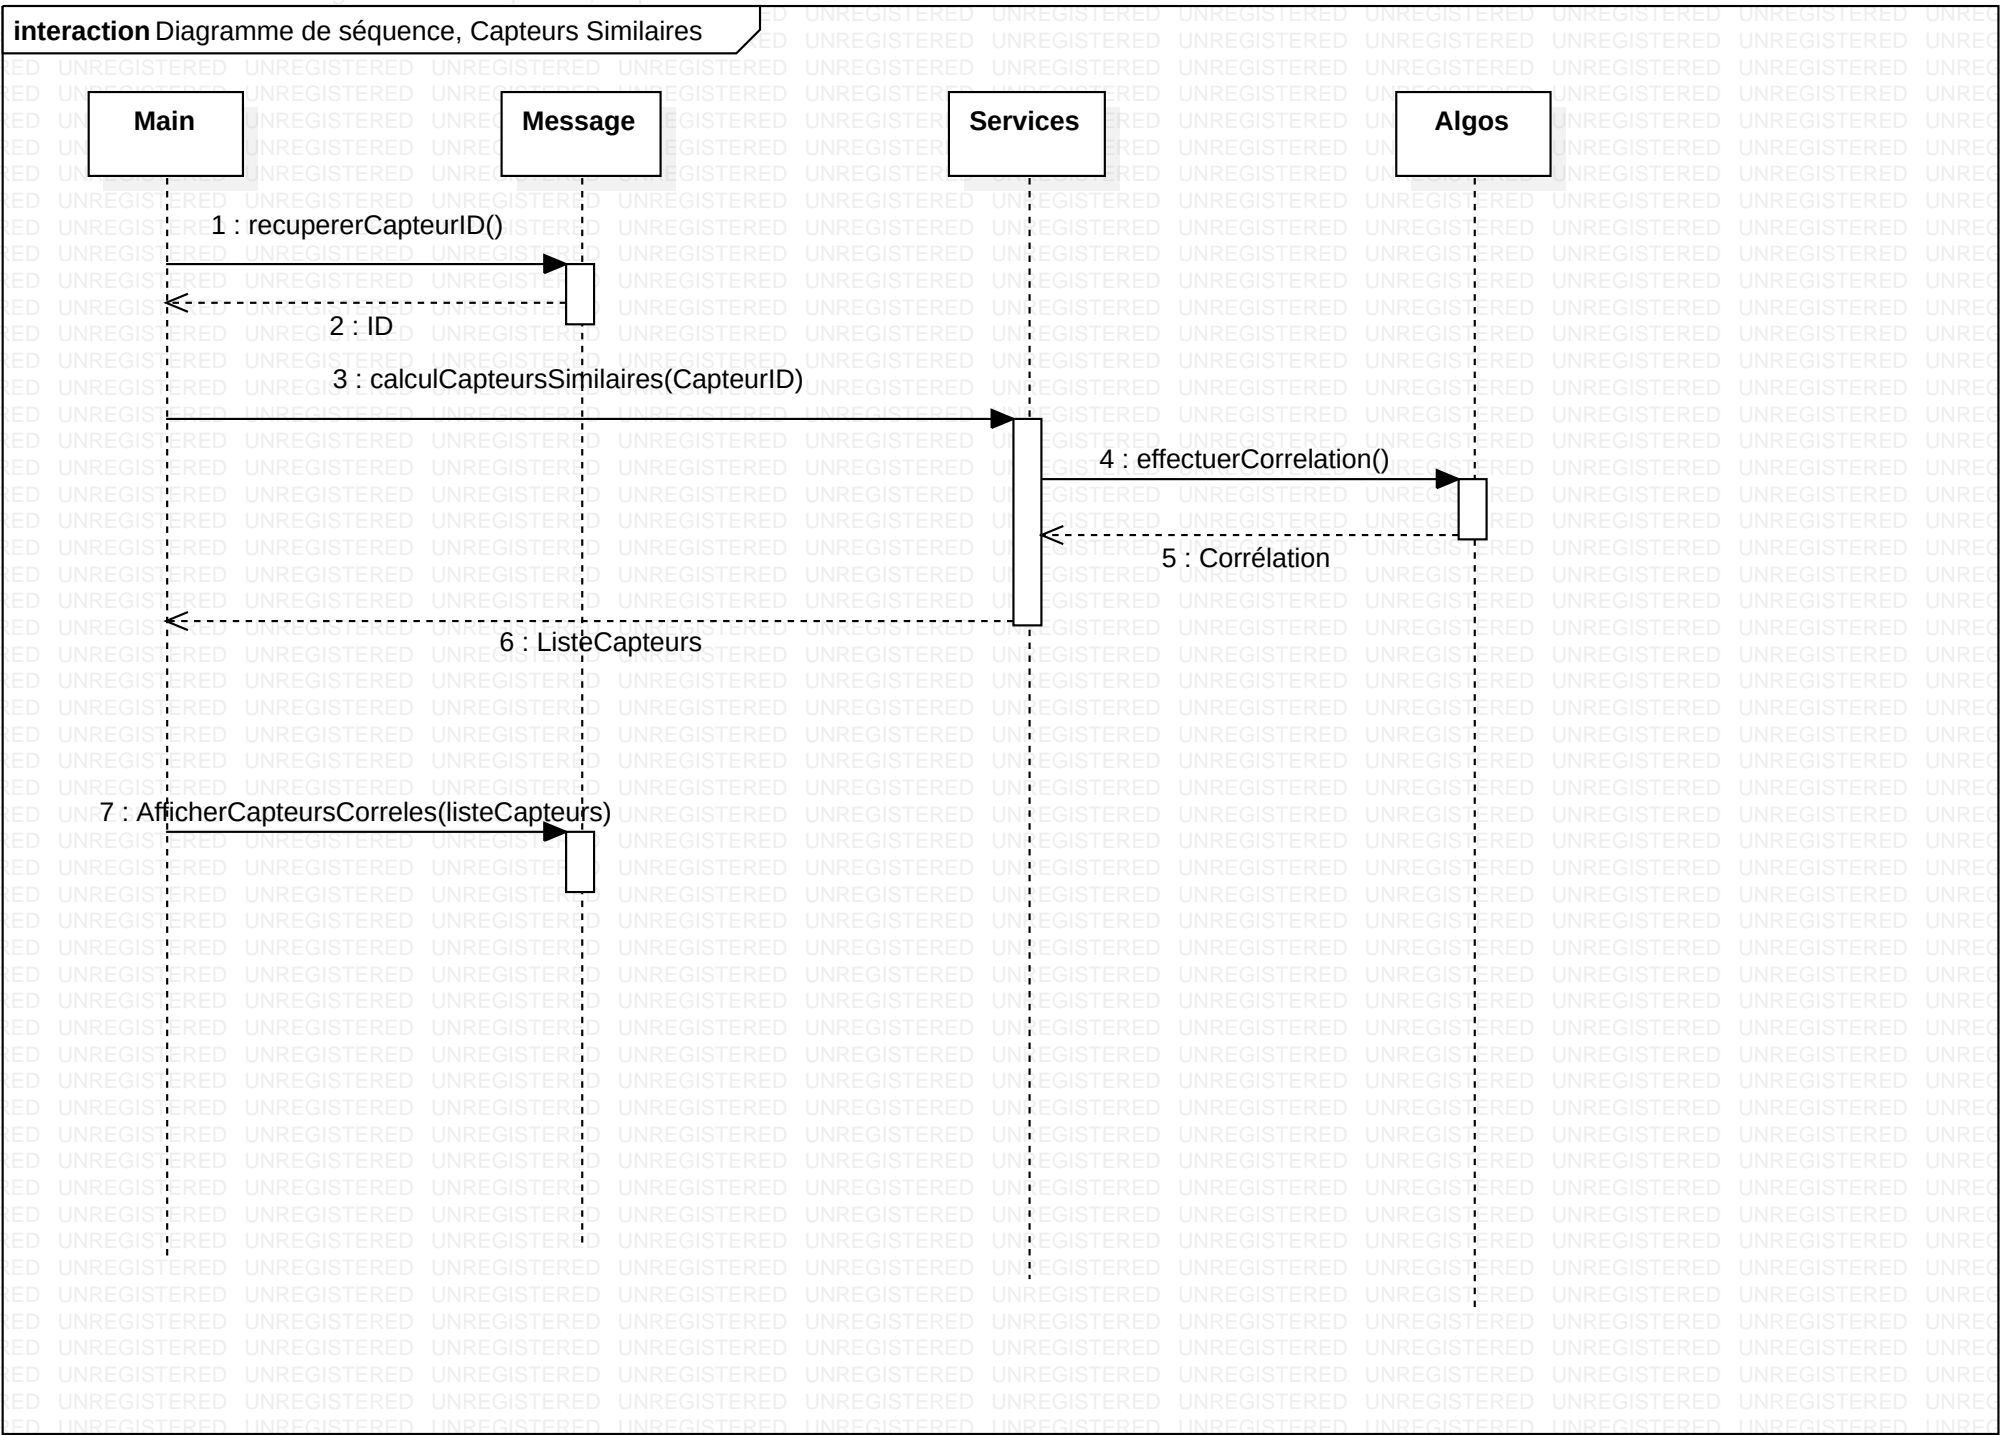 interaction Diagramme de séquence, Capteurs Similaires
Main
Message
Services
Algos
1 : recupererCapteurID()
2 : ID
3 : calculCapteursSimilaires(CapteurID)
4 : effectuerCorrelation()
5 : Corrélation
6 : ListeCapteurs
7 : AfficherCapteursCorreles(listeCapteurs)
UNREGISTERED